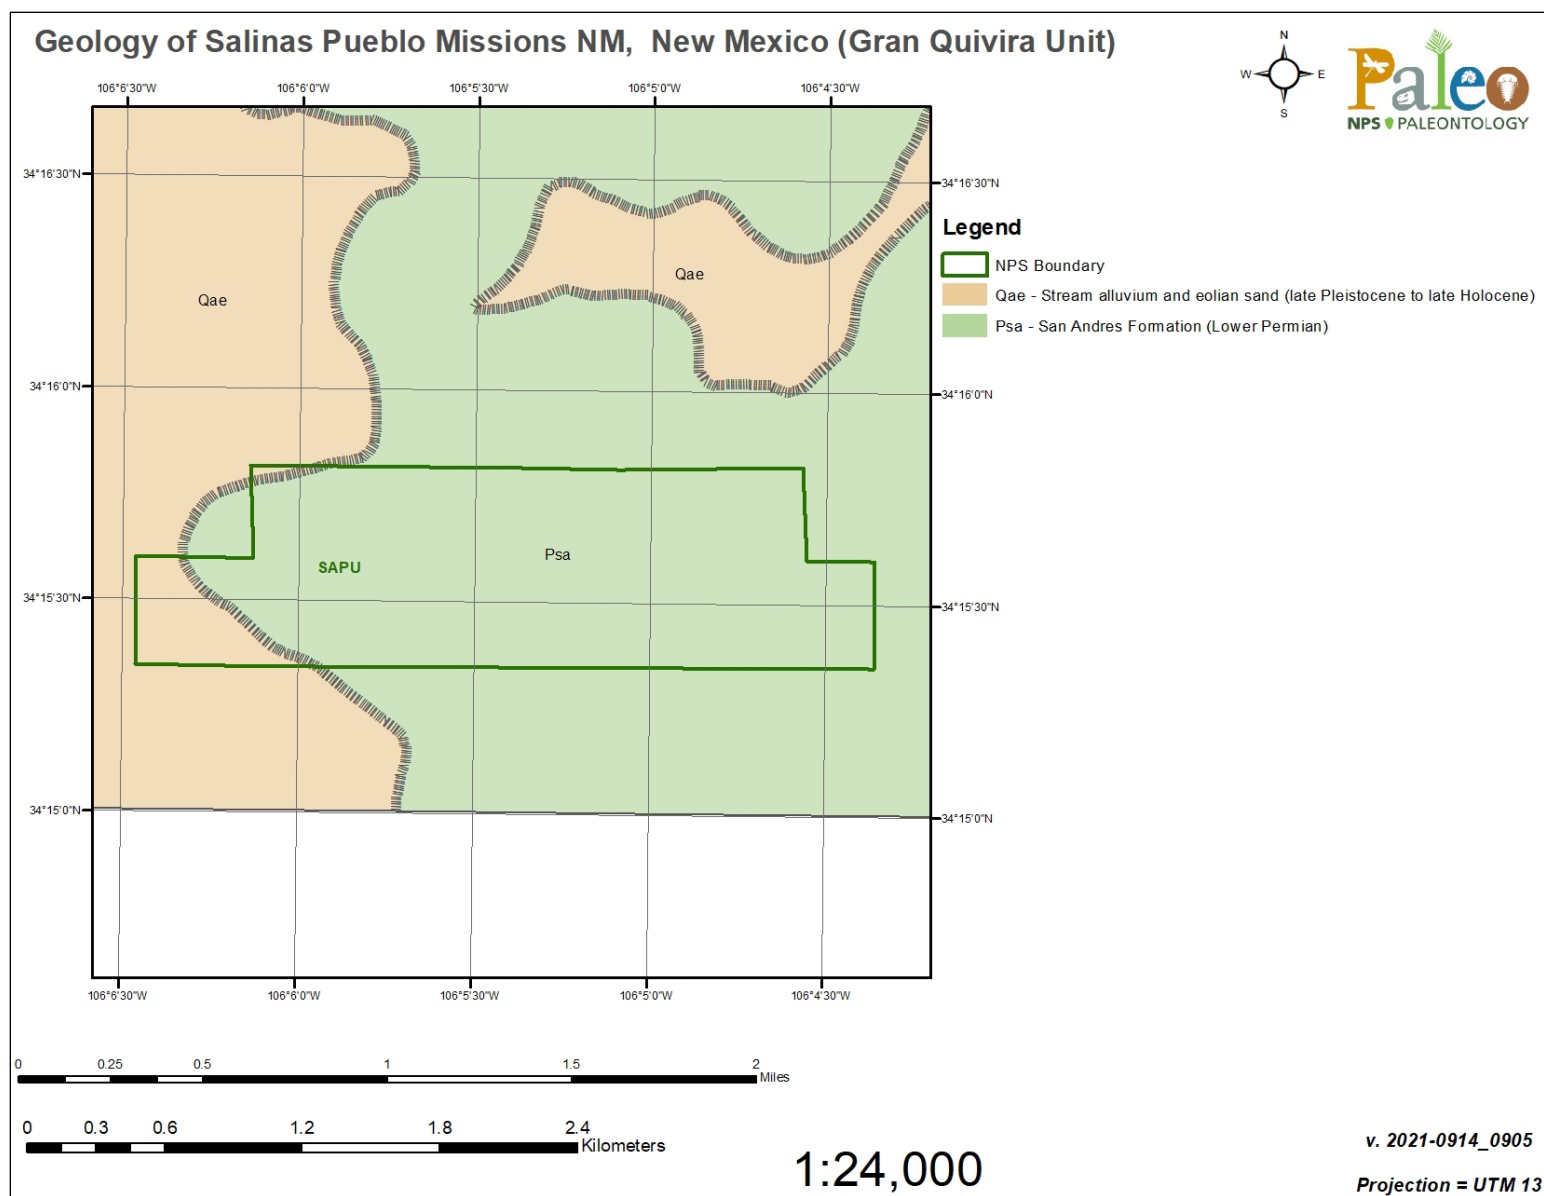 Geology of Salinas Pueblo Missions NM, New Mexico (Gran Quivira Unit)
N
W E
S
Paleo
NPS PALEONTOLOGY
106°6'30"W 106°6'0"W 106°5'30"W 106°5'0"W 106°4'30"W
34°16'30"N
34°16'30"N
Legend
NPS Boundary
Qae - Stream alluvium and eolian sand (late Pleistocene to late Holocene)
Psa - San Andres Formation (Lower Permian)
Qae
Qae
34°16'0"N
34°16'0"N
Psa
SAPU
34°15'30"N
34°15'30"N
34°15'0"N
34°15'0"N
106°6'30"W 106°6'0"W 106°5'30"W 106°5'0"W 106°4'30"W
0 0.25 0.5 1 1.5 2
Miles
0 0.3 0.6 1.2 1.8 2.4
Kilometers
1:24,000
v. 2021-0914_0905
Projection = UTM 13